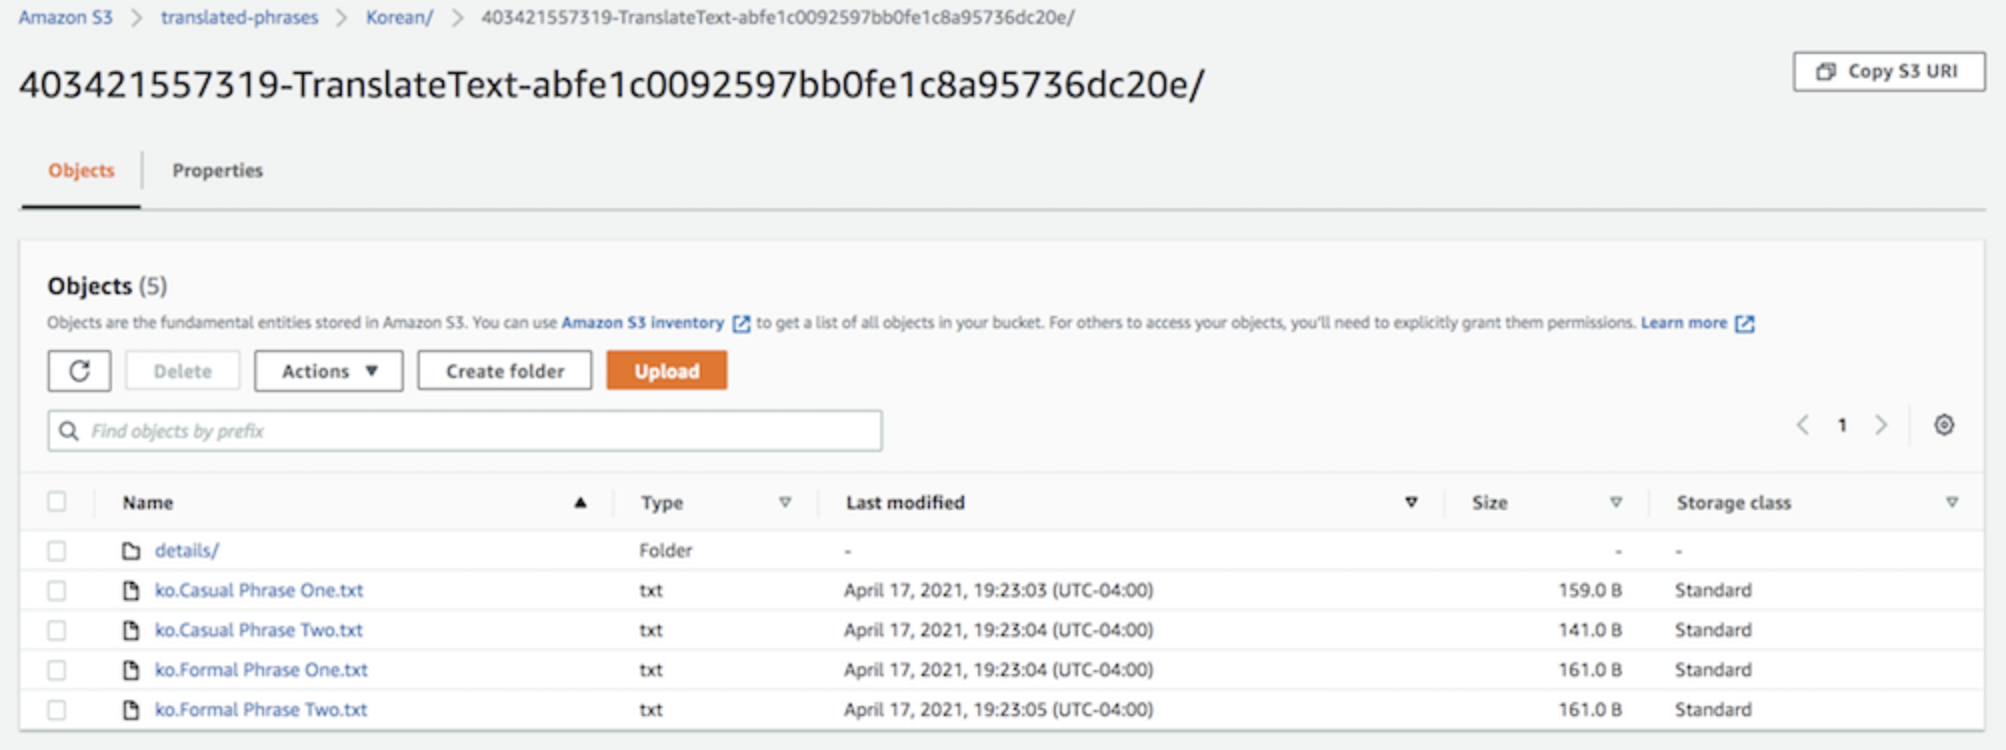 Amazon S3 > translated-phrases > Korean/ > 403421557319-TranslateText-abfe1c0092597bb0fe1c8a95736dc20e/
403421557319-TranslateText-abfe1c0092597bb0fe1c8a95736dc20e/
Copy S3 URI
Objects Properties
Objects (5)
Objects are the fundamental entities stored in Amazon S3. You can use Amazon S3 inventory to get a list of all objects in your bucket. For others to access your objects, you'll need to explicitly grant them permissions. Learn more
Delete Actions Create folder Upload
Find objects by prefix
1
Name Type Last modified Size Storage class
details/ Folder - - -
ko.Casual Phrase One.txt txt April 17, 2021, 19:23:03 (UTC-04:00) 159.0 B Standard
ko.Casual Phrase Two.txt txt April 17, 2021, 19:23:04 (UTC-04:00) 141.0 B Standard
ko.Formal Phrase One.txt txt April 17, 2021, 19:23:04 (UTC-04:00) 161.0 B Standard
ko.Formal Phrase Two.txt txt April 17, 2021, 19:23:05 (UTC-04:00) 161.0 B Standard